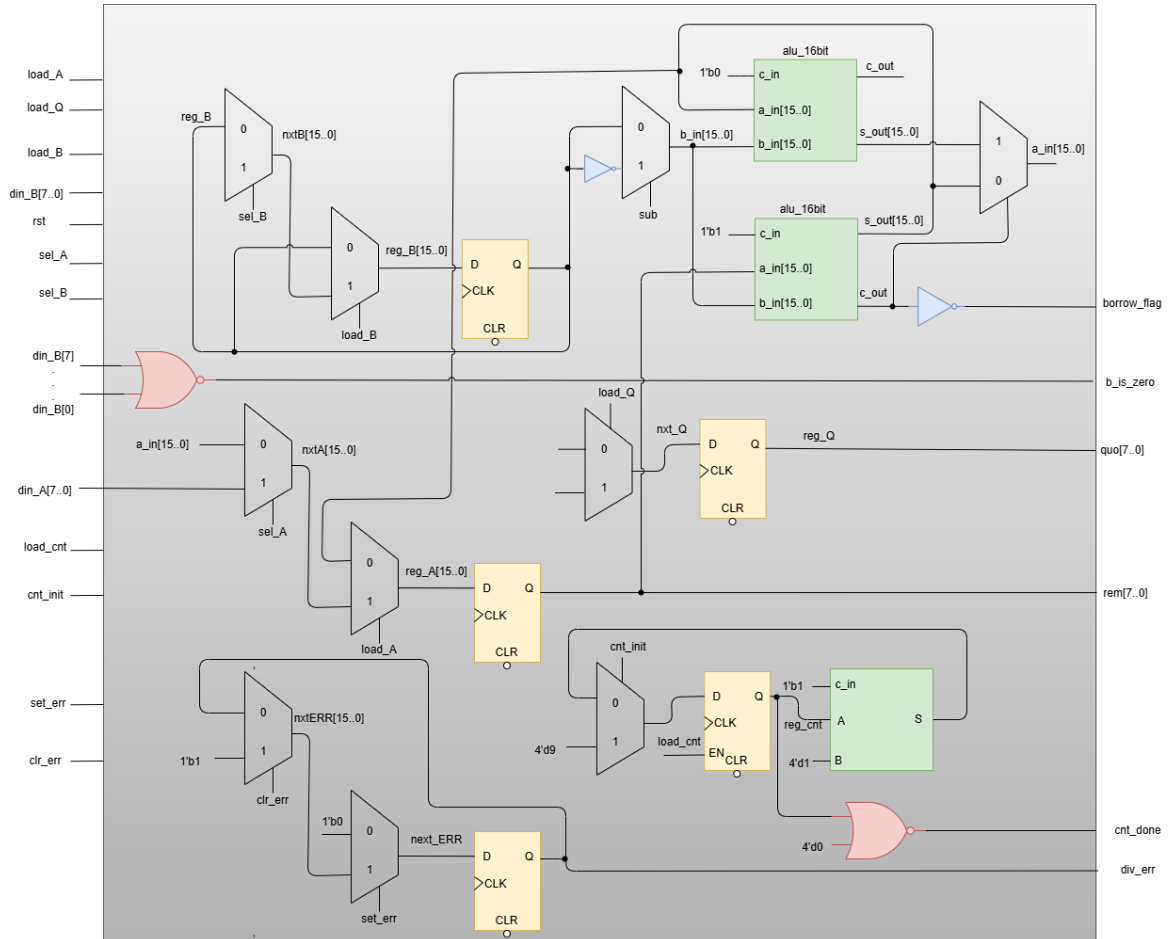 load_A
load_Q
load_B
din_B[7..0]
rst
sel_A
sel_B
din_B[7]
.
.
din_B[0]
din_A[7..0]
load_cnt
cnt_init
set_err
clr_err
reg_B
0
1
nxtB[15..0]
sel_B
0
1
load_B
reg_B[15..0]
D
Q
CLK
CLR
0
1
sub
b_in[15..0]
alu_16bit
1'b0
c_in
a_in[15..0]
b_in[15..0]
c_out
s_out[15..0]
alu_16bit
1'b1
c_in
a_in[15..0]
b_in[15..0]
s_out[15..0]
c_out
1
0
a_in[15..0]
borrow_flag
b_is_zero
a_in[15..0]
0
1
nxtA[15..0]
sel_A
0
1
load_A
reg_A[15..0]
D
Q
CLK
CLR
rem[7..0]
load_Q
0
1
nxt_Q
D
Q
CLK
CLR
reg_Q
quo[7..0]
0
1
1'b1
nxtERR[15..0]
clr_err
1'b0
0
1
set_err
next_ERR
D
Q
CLK
CLR
div_err
cnt_init
0
1
4'd9
load_cnt
D
Q
CLK
EN
CLR
reg_cnt
1'b1
c_in
A
S
4'd1
B
4'd0
cnt_done